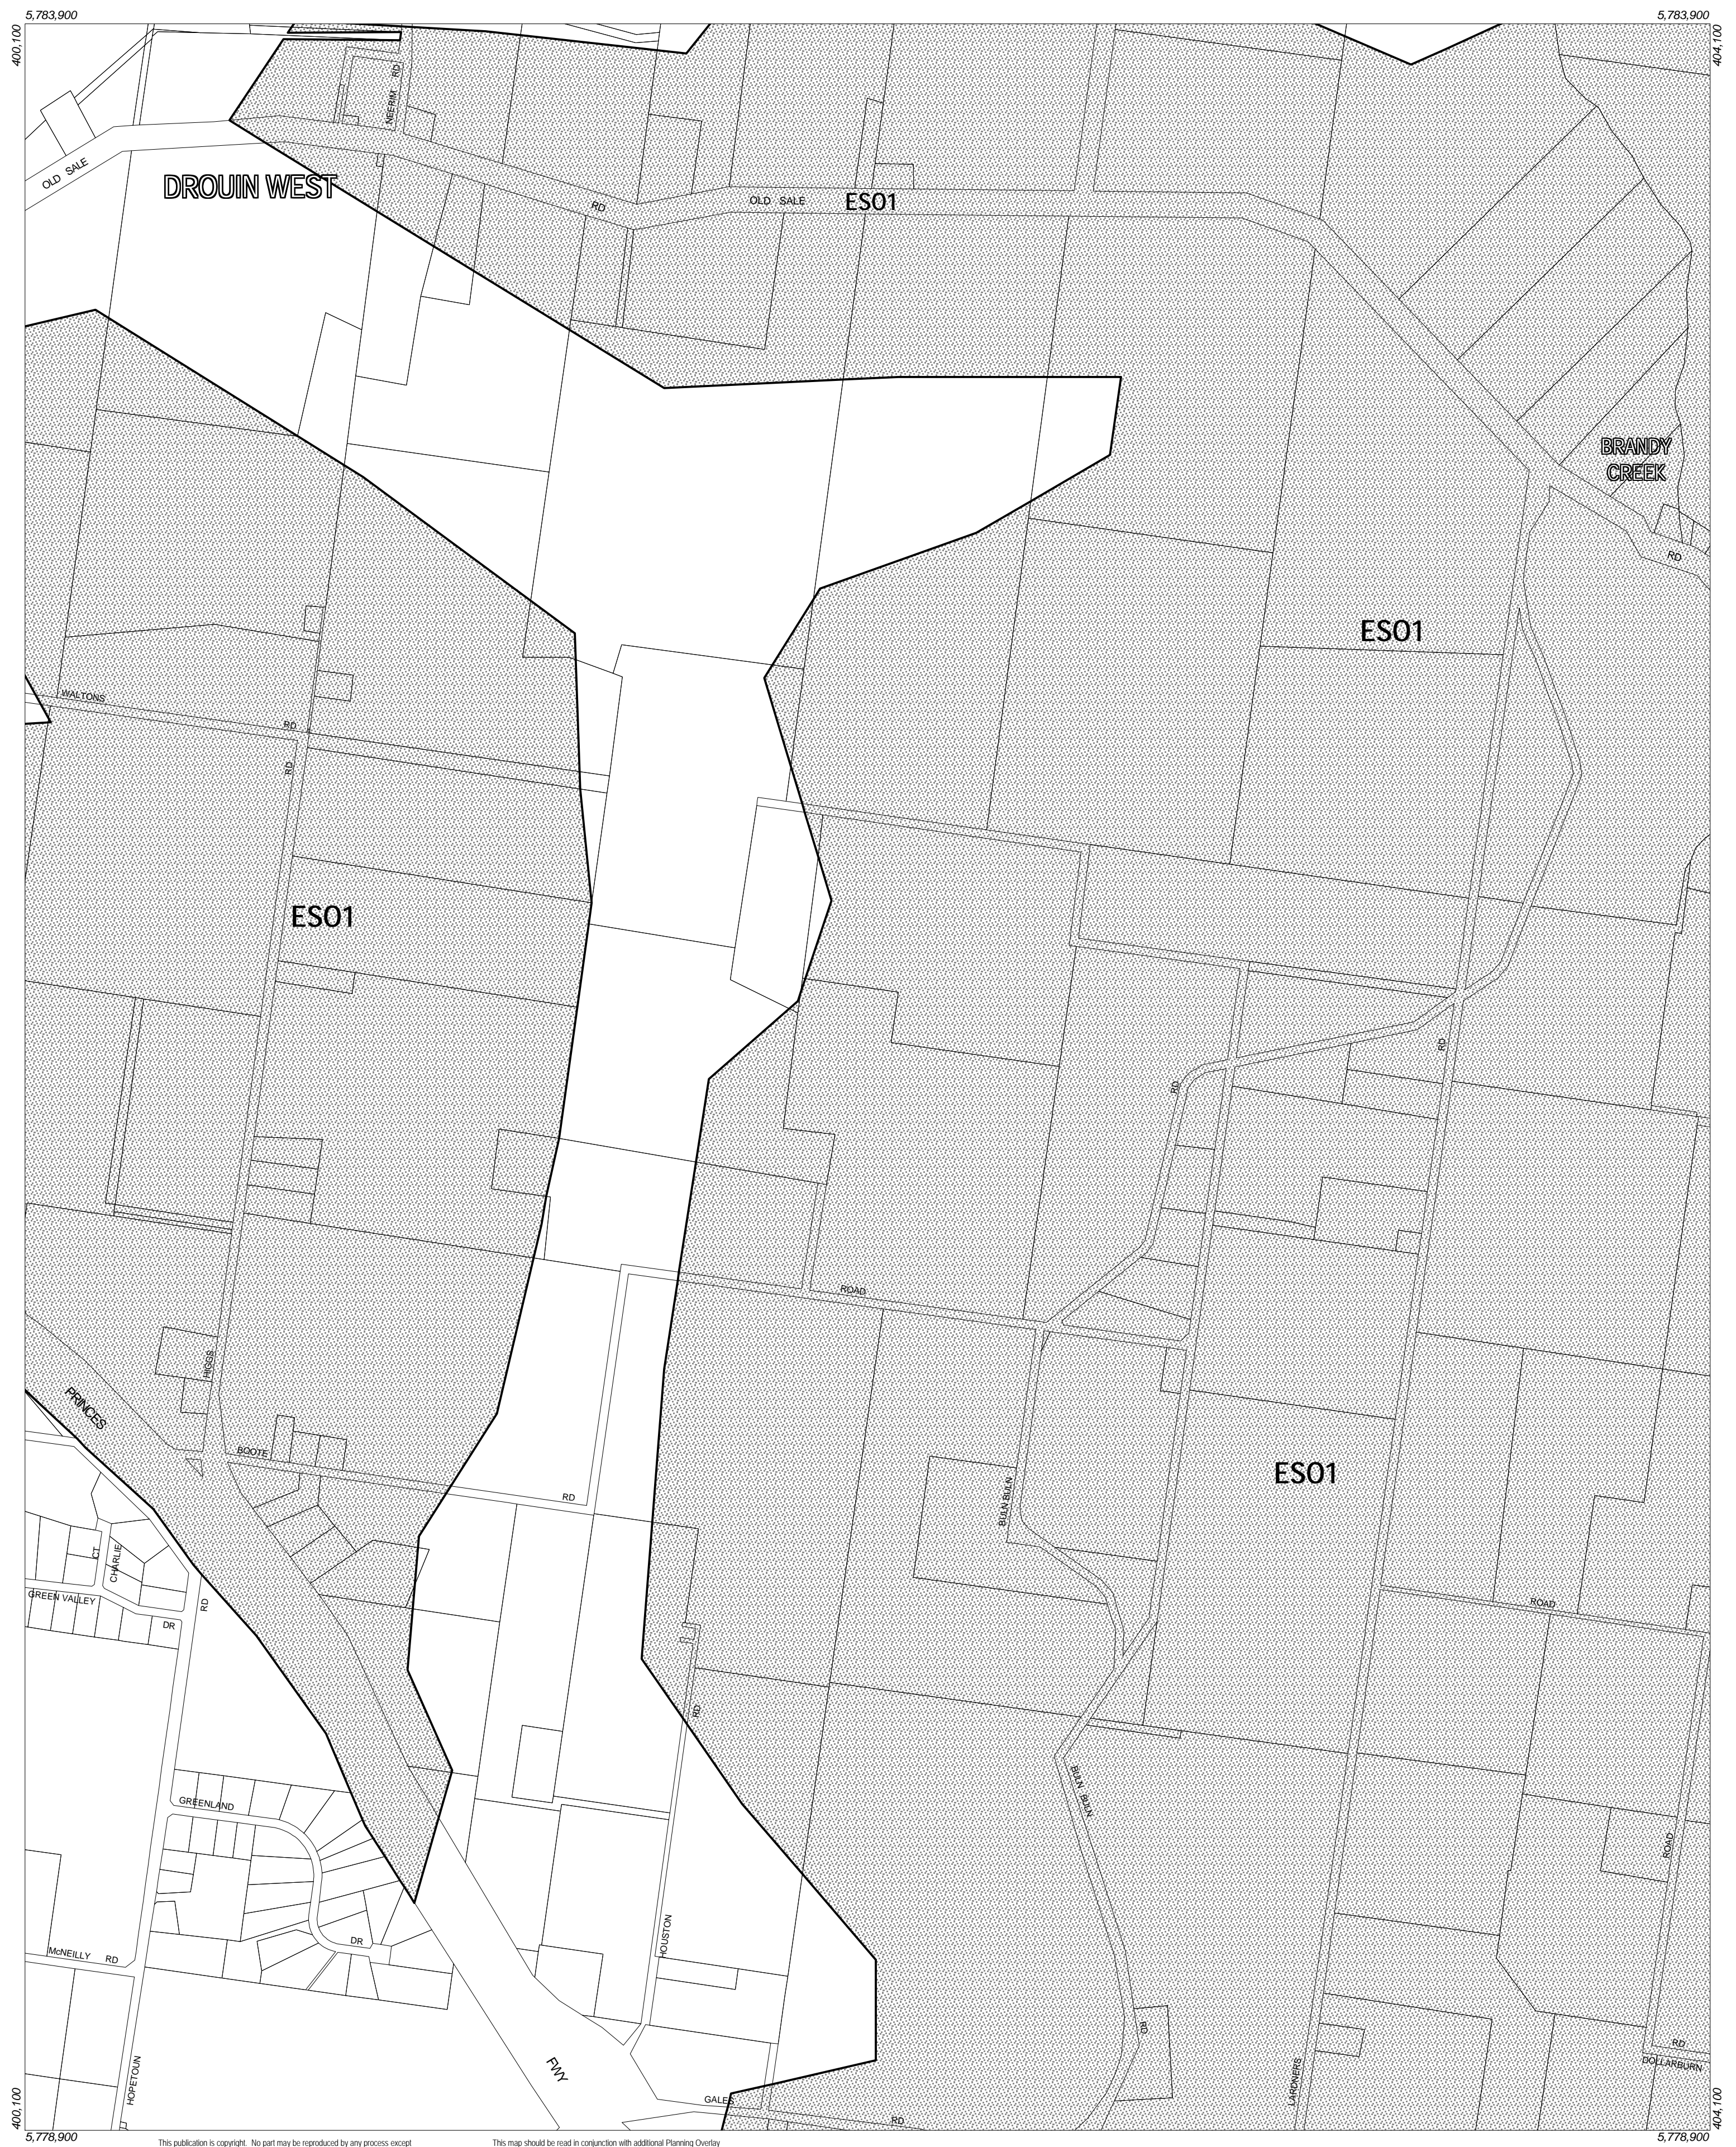 5,783,900
5,783,900
400,100
404,100
NEERIM RD
OLD SALE
DROUIN WEST
RD
OLD SALE
ESO1
BRANDY
CREEK
RD
ESO1
WALTONS
RD
RD
ESO1
RD
RD
ROAD
HIGGS
PRINCES
BOOTE
RD
BULN BULN
ESO1
CT
CHARLIE
GREEN VALLEY
DR
RD
ROAD
RD
BULN BULN
GREENLAND
ROAD
HOUSTON
DR
McNEILLY RD
RD
RD
DOLLARBURN
FWY
HOPETOUN
LARDNERS
GALES
RD
400,100
404,100
5,778,900
5,778,900
This publication is copyright. No part may be reproduced by any process except
This map should be read in conjunction with additional Planning Overlay